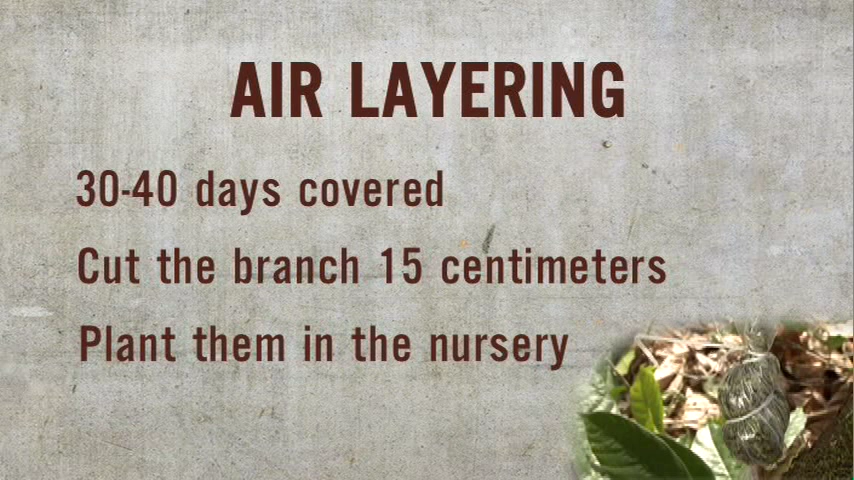 AIR LAYERING
30-40 days covered
Cut the branch 15 centimeters
Plant them in the nursery